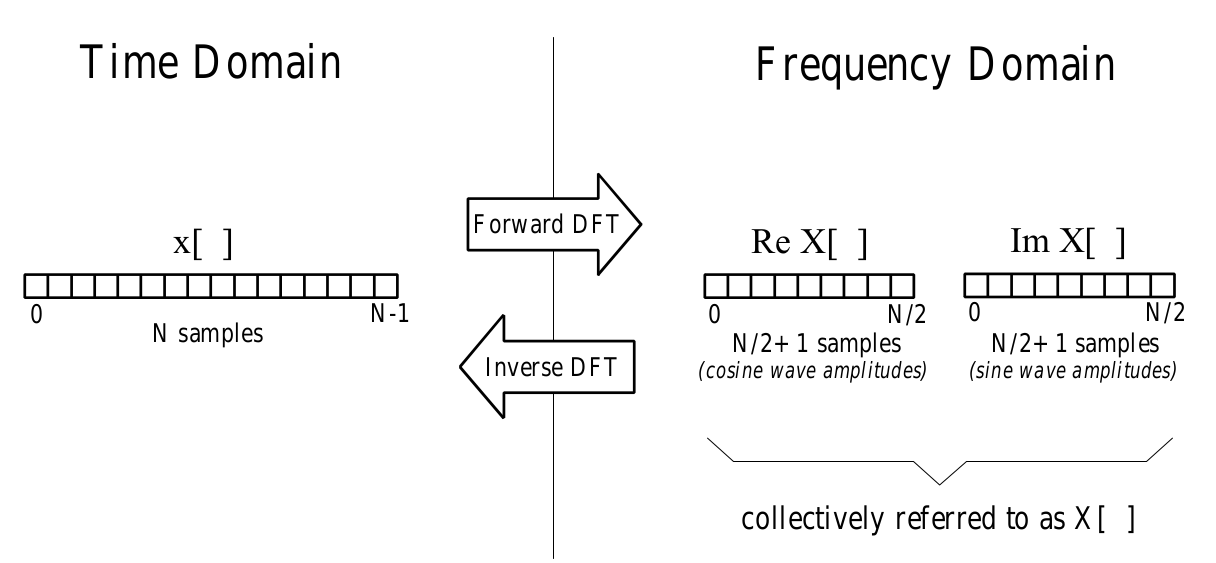 Time Domain
Frequency Domain
x[ ]
0
N-1
N samples
Forward DFT
Inverse DFT
Re X[ ]
0
N/2
N/2+1 samples
(cosine wave amplitudes)
Im X[ ]
0
N/2
N/2+1 samples
(sine wave amplitudes)
collectively referred to as X[ ]